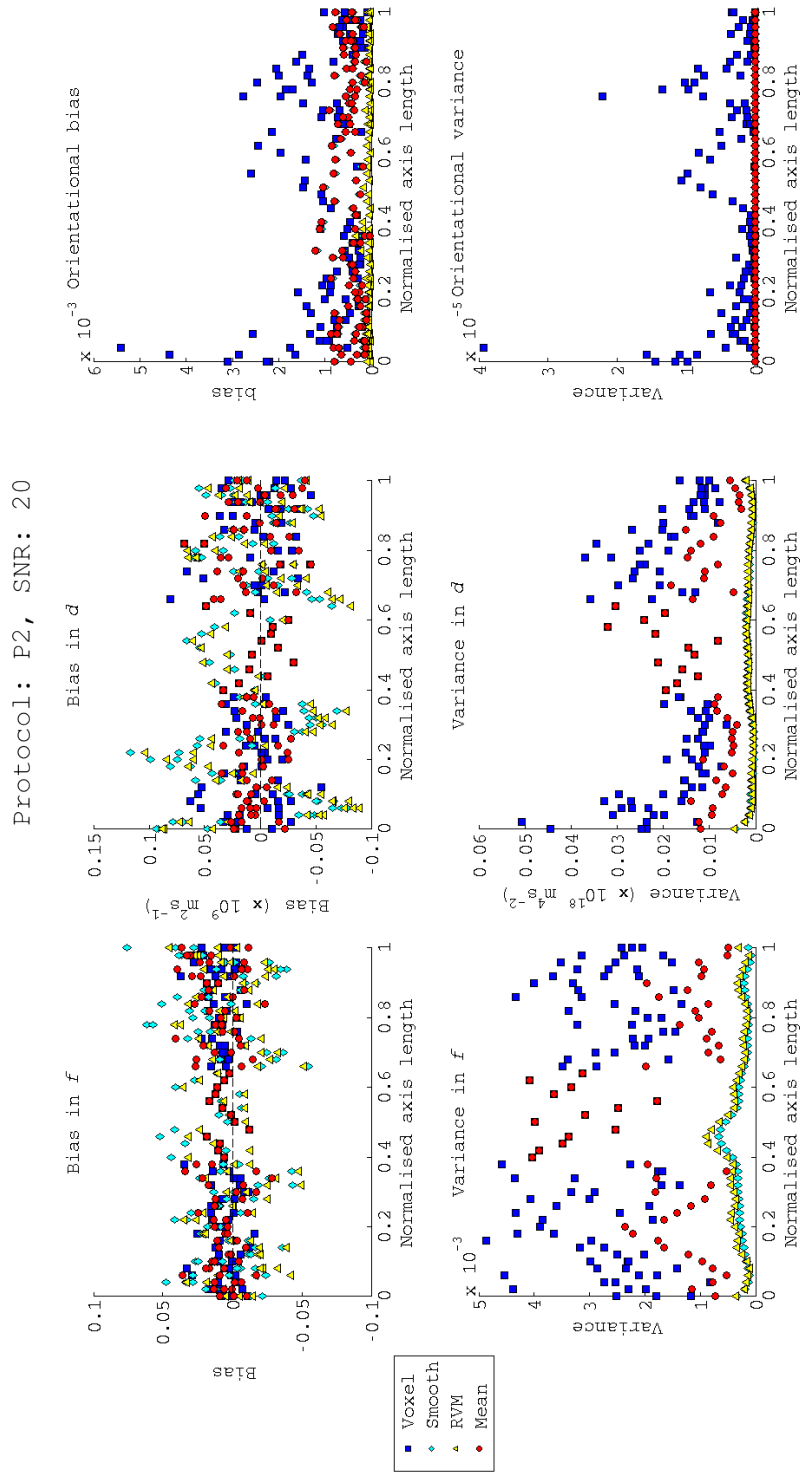 Protocol: P2, SNR: 20
Bias in f
0.1
0.05
0
-0.05
-0.1
Bias
0 0.2 0.4 0.6 0.8 1
Normalised axis length
Bias in d
0.15
0.1
0.05
0
-0.05
-0.1
Bias (x 10^9 m^2s^-1)
0 0.2 0.4 0.6 0.8 1
Normalised axis length
x 10^-3 Orientational bias
6
5
4
3
2
1
0
bias
0 0.2 0.4 0.6 0.8 1
Normalised axis length
Voxel
Smooth
RVM
Mean
x 10^-3 Variance in f
5
4
3
2
1
0
Variance
0 0.2 0.4 0.6 0.8 1
Normalised axis length
Variance in d
0.06
0.05
0.04
0.03
0.02
0.01
0
Variance (x 10^18 m^4s^-2)
0 0.2 0.4 0.6 0.8 1
Normalised axis length
x 10^-5 Orientational variance
4
3
2
1
0
Variance
0 0.2 0.4 0.6 0.8 1
Normalised axis length